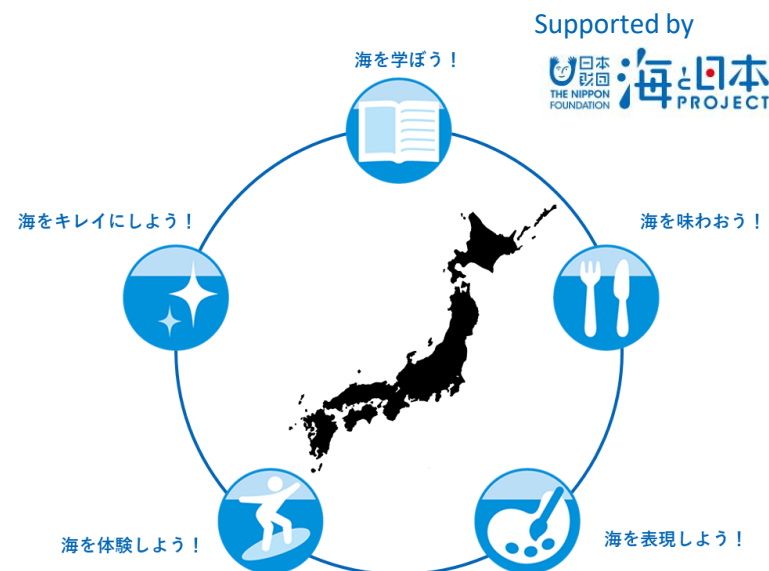 Supported by
日本
財団
THE NIPPON
FOUNDATION
海と日本
PROJECT
海を学ぼう！
海をキレイにしよう！
海を味わおう！
海を体験しよう！
海を表現しよう！